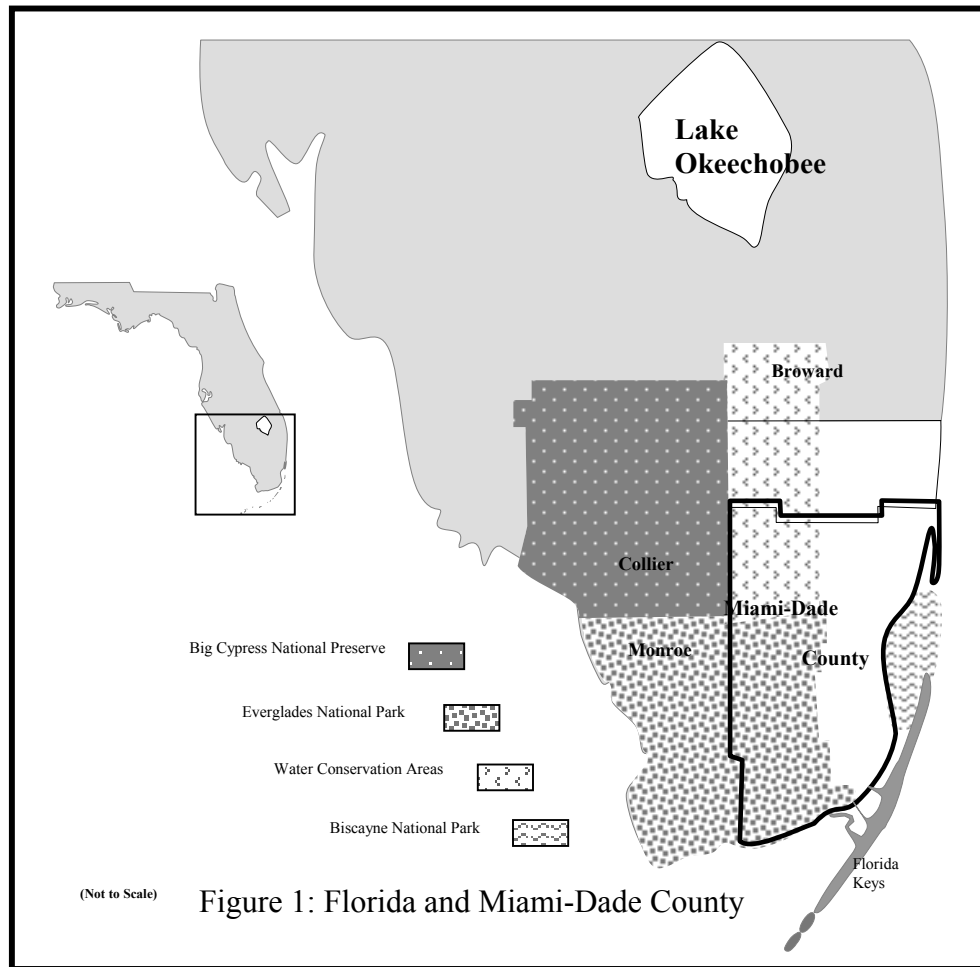 Lake
Okeechobee
Broward
Collier
Miami-Dade
Monroe
County
Big Cypress National Preserve
Everglades National Park
Water Conservation Areas
Biscayne National Park
Florida
Keys
(Not to Scale)
Figure 1: Florida and Miami-Dade County